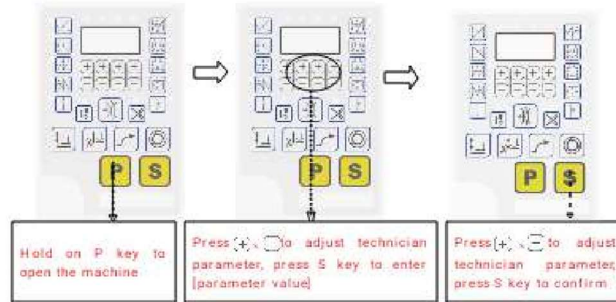 P S
P S
P S
Hold on P key to
open the machine
Press (+)、(-) to adjust technician
parameter, press S key to enter
[parameter value]
Press (+)、(-) to adjust
technician parameter,
press S key to confirm